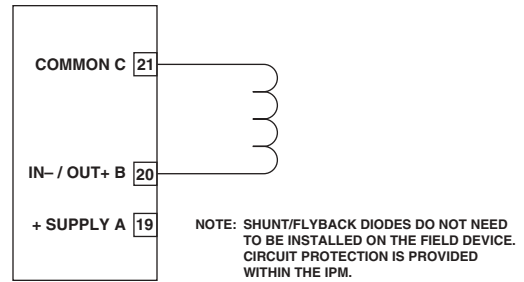 COMMON C 21
IN– / OUT+ B 20
+ SUPPLY A 19
NOTE: SHUNT/FLYBACK DIODES DO NOT NEED
TO BE INSTALLED ON THE FIELD DEVICE.
CIRCUIT PROTECTION IS PROVIDED
WITHIN THE IPM.